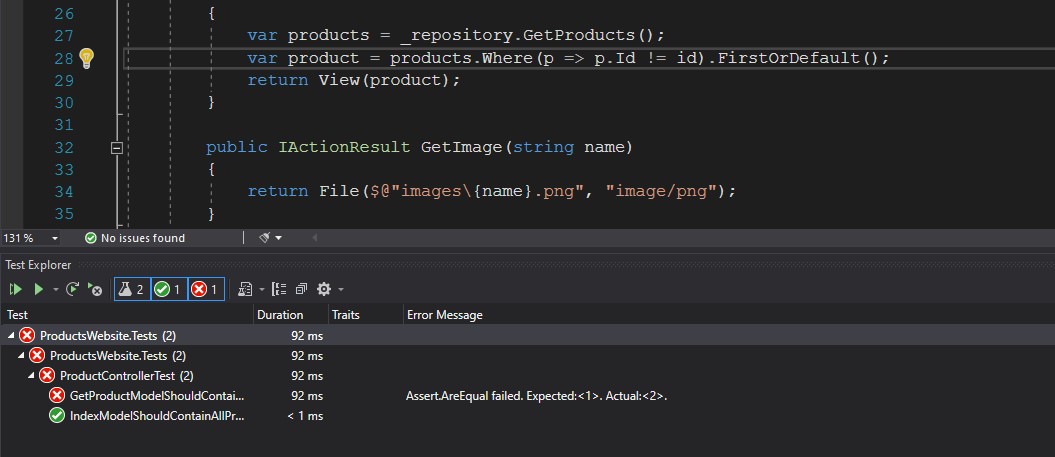 26 {
27 var products = _repository.GetProducts();
28 var product = products.Where(p => p.Id != id).FirstOrDefault();
29 return View(product);
30 }
31
32 public IActionResult GetImage(string name)
33 {
34 return File($@"images\{name}.png", "image/png");
35 }
131 % No issues found
Test Explorer
2 1 1
Test Duration Traits Error Message
ProductsWebsite.Tests (2) 92 ms
ProductsWebsite.Tests (2) 92 ms
ProductControllerTest (2) 92 ms
GetProductModelShouldContai... 92 ms Assert.AreEqual failed. Expected:<1>. Actual:<2>.
IndexModelShouldContainAllPr... < 1 ms